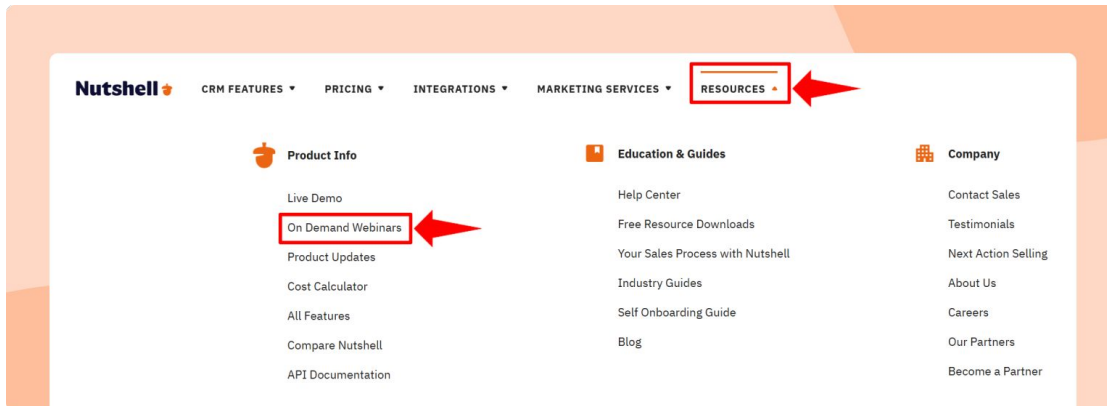 Nutshell
CRM FEATURES
PRICING
INTEGRATIONS
MARKETING SERVICES
RESOURCES
Product Info
Live Demo
On Demand Webinars
Product Updates
Cost Calculator
All Features
Compare Nutshell
API Documentation
Education & Guides
Help Center
Free Resource Downloads
Your Sales Process with Nutshell
Industry Guides
Self Onboarding Guide
Blog
Company
Contact Sales
Testimonials
Next Action Selling
About Us
Careers
Our Partners
Become a Partner